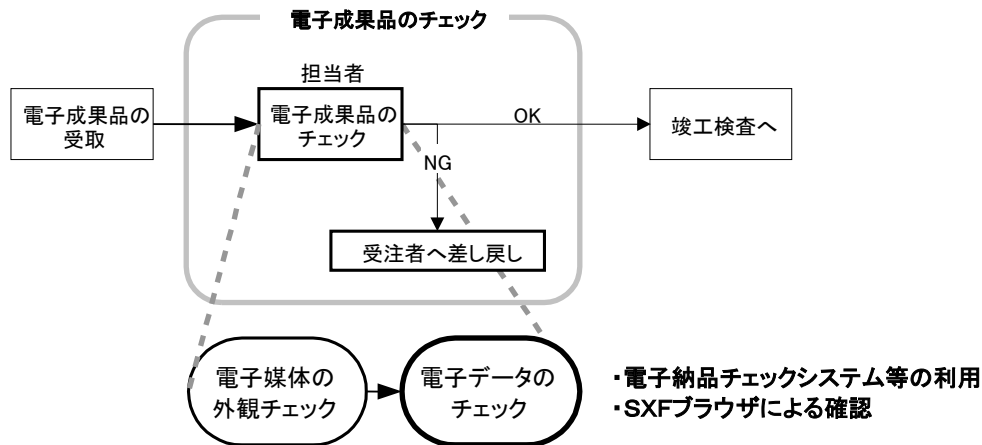 電子成果品のチェック
担当者
電子成果品の
受取
電子成果品の
チェック
OK
竣工検査へ
NG
受注者へ差し戻し
電子媒体の
外観チェック
電子データの
チェック
・電子納品チェックシステム等の利用
・SXFブラウザによる確認